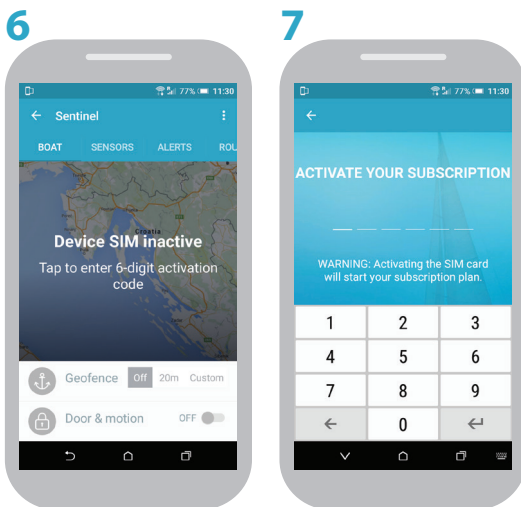 6
7
77% 11:30
← Sentinel
BOAT SENSORS ALERTS ROU
Croatia
Device SIM inactive
Tap to enter 6-digit activation
code
Geofence Off 20m Custom
Door & motion OFF
77% 11:30
←
ACTIVATE YOUR SUBSCRIPTION
WARNING: Activating the SIM card
will start your subscription plan.
1 2 3
4 5 6
7 8 9
0